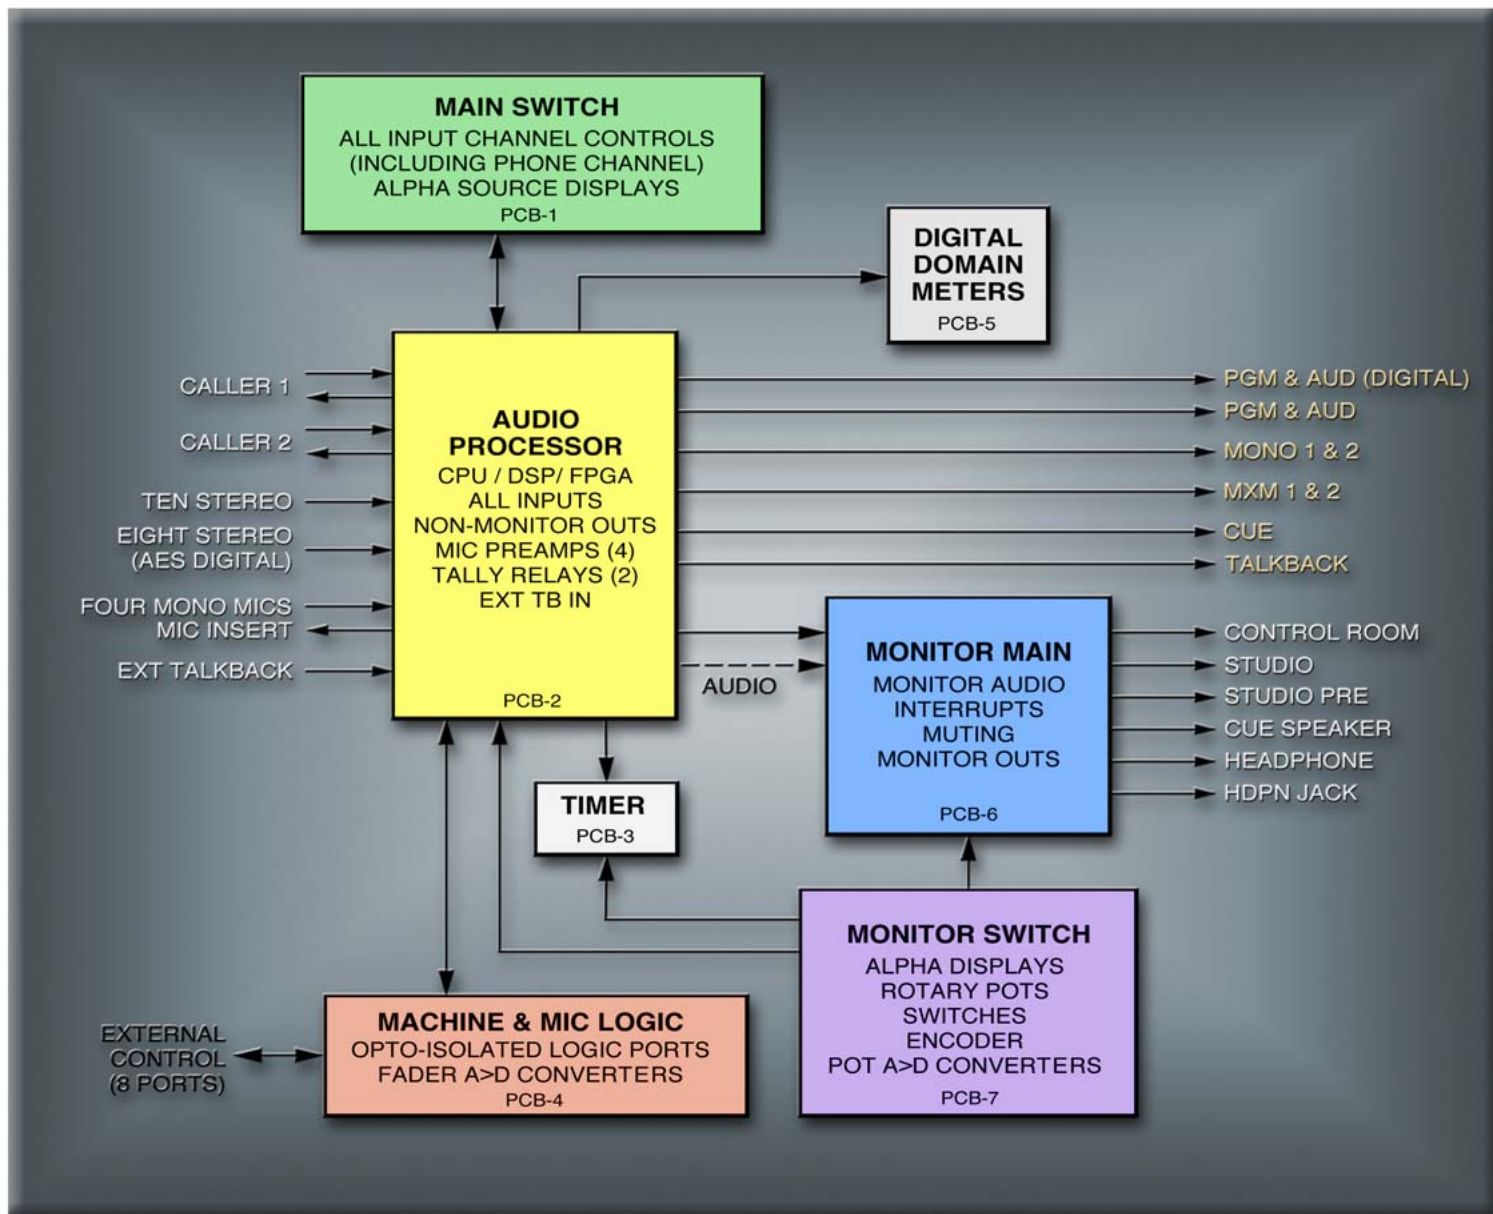 MAIN SWITCH
ALL INPUT CHANNEL CONTROLS
(INCLUDING PHONE CHANNEL)
ALPHA SOURCE DISPLAYS
PCB-1
DIGITAL
DOMAIN
METERS
PCB-5
CALLER 1
CALLER 2
TEN STEREO
EIGHT STEREO
(AES DIGITAL)
FOUR MONO MICS
MIC INSERT
EXT TALKBACK
AUDIO
PROCESSOR
CPU / DSP/ FPGA
ALL INPUTS
NON-MONITOR OUTS
MIC PREAMPS (4)
TALLY RELAYS (2)
EXT TB IN
PCB-2
PGM & AUD (DIGITAL)
PGM & AUD
MONO 1 & 2
MXM 1 & 2
CUE
TALKBACK
AUDIO
MONITOR MAIN
MONITOR AUDIO
INTERRUPTS
MUTING
MONITOR OUTS
PCB-6
CONTROL ROOM
STUDIO
STUDIO PRE
CUE SPEAKER
HEADPHONE
HDPN JACK
TIMER
PCB-3
MONITOR SWITCH
ALPHA DISPLAYS
ROTARY POTS
SWITCHES
ENCODER
POT A>D CONVERTERS
PCB-7
EXTERNAL
CONTROL
(8 PORTS)
MACHINE & MIC LOGIC
OPTO-ISOLATED LOGIC PORTS
FADER A>D CONVERTERS
PCB-4